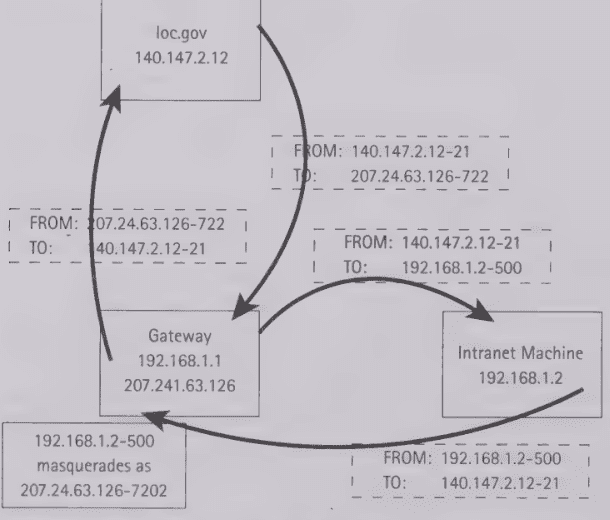 loc.gov
140.147.2.12
FROM: 140.147.2.12-21
TO: 207.24.63.126-722
FROM: 207.24.63.126-722
TO: 140.147.2.12-21
FROM: 140.147.2.12-21
TO: 192.168.1.2-500
Gateway
192.168.1.1
207.241.63.126
Intranet Machine
192.168.1.2
192.168.1.2-500
masquerades as
207.24.63.126-7202
FROM: 192.168.1.2-500
TO: 140.147.2.12-21